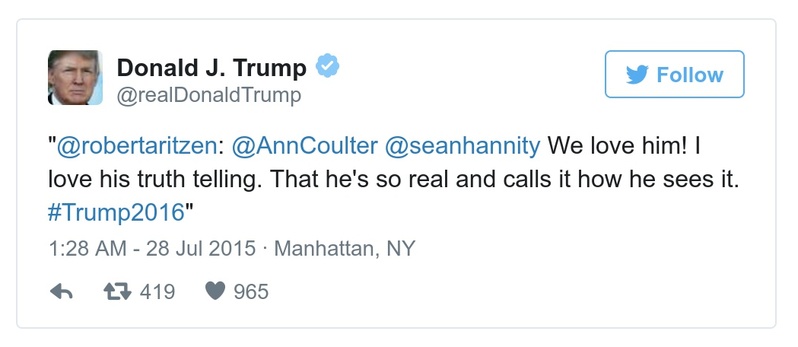 Donald J. Trump
@realDonaldTrump
Follow
"@robertaritzen: @AnnCoulter @seanhannity We love him! I
love his truth telling. That he's so real and calls it how he sees it.
#Trump2016"
1:28 AM - 28 Jul 2015 · Manhattan, NY
419 965